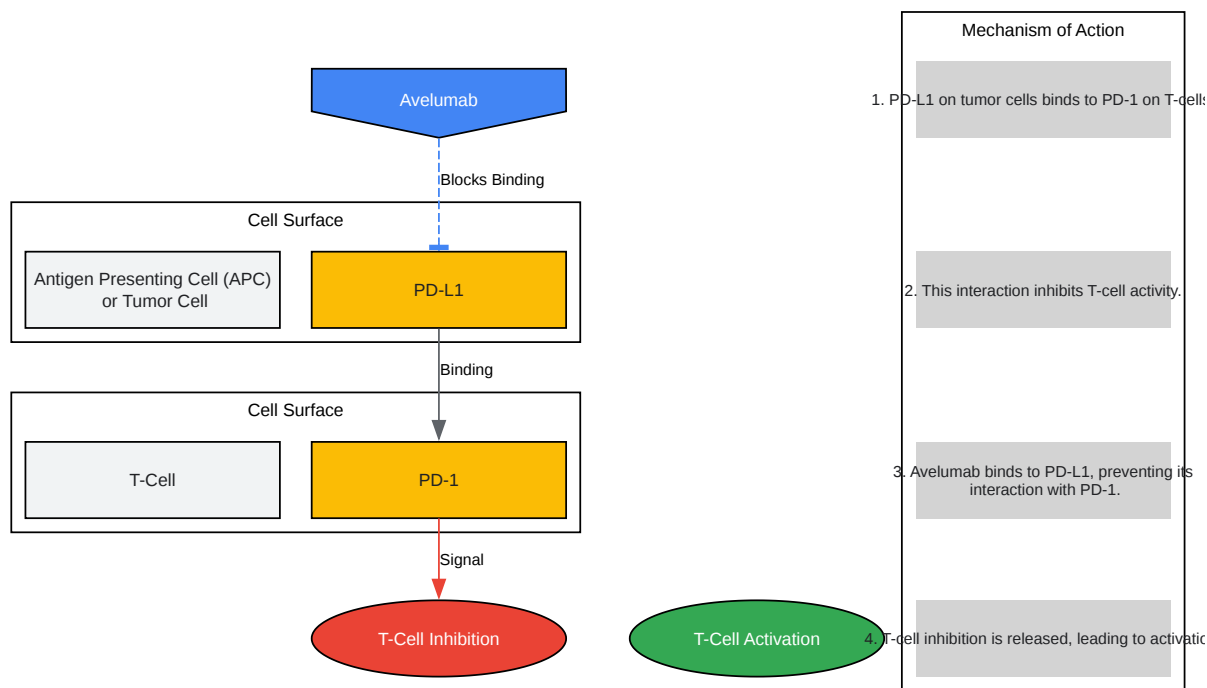 Mechanism of Action
Avelumab
1. PD-L1 on tumor cells binds to PD-1 on T-cells
Blocks Binding
Cell Surface
Antigen Presenting Cell (APC)
or Tumor Cell
PD-L1
2. This interaction inhibits T-cell activity.
Binding
Cell Surface
T-Cell
PD-1
3. Avelumab binds to PD-L1, preventing its
interaction with PD-1.
Signal
T-Cell Inhibition
T-Cell Activation
4. T-cell inhibition is released, leading to activatio